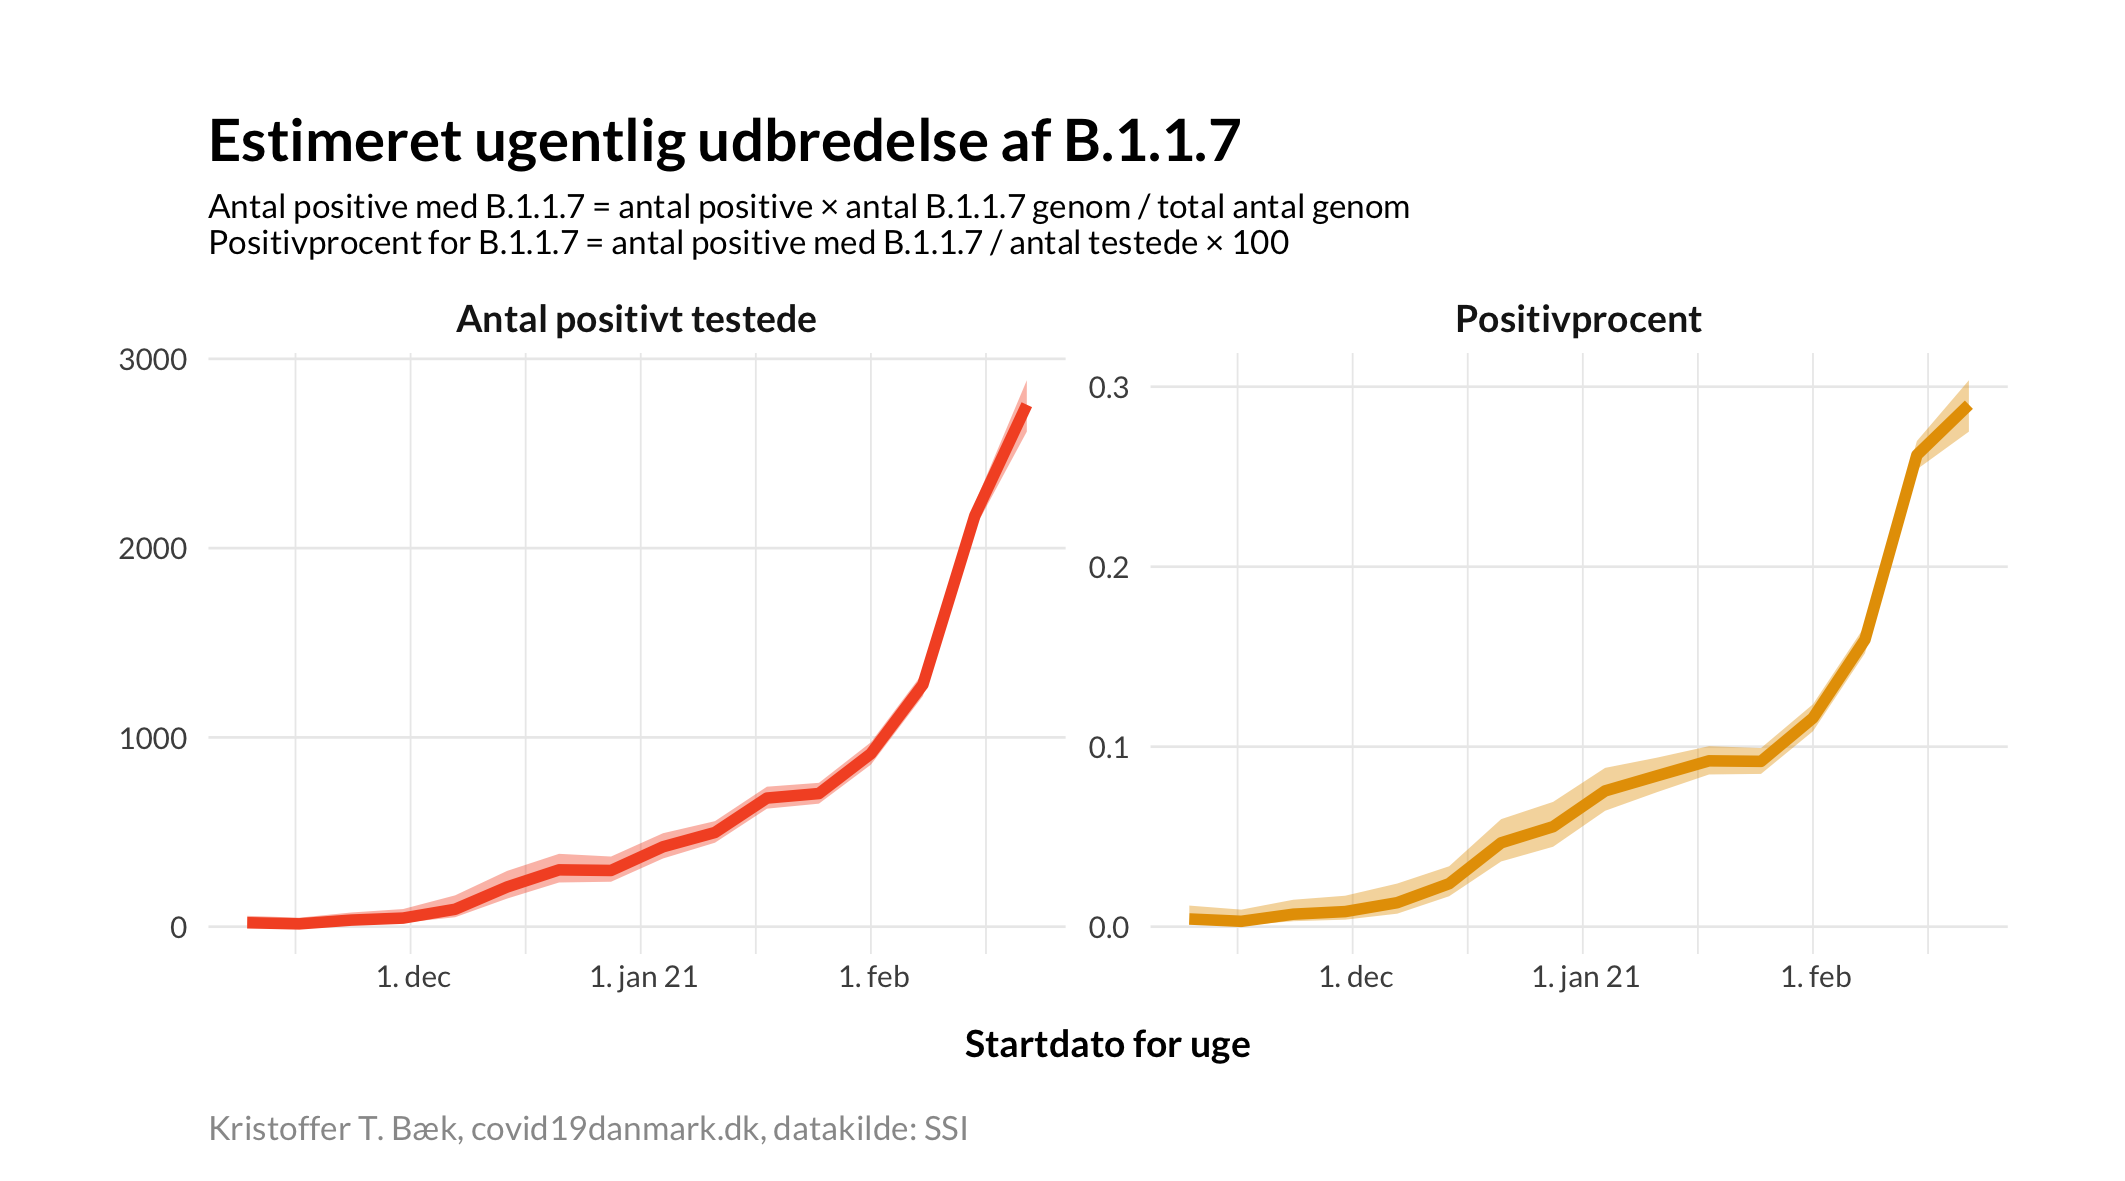 Estimeret ugentlig udbredelse af B.1.1.7
Antal positive med B.1.1.7 = antal positive × antal B.1.1.7 genom / total antal genom
Positivprocent for B.1.1.7 = antal positive med B.1.1.7 / antal testede × 100
Antal positivt testede
3000
2000
1000
0
1. dec
1. jan 21
1. feb
Positivprocent
0.3
0.2
0.1
0.0
1. dec
1. jan 21
1. feb
Startdato for uge
Kristoffer T. Bæk, covid19danmark.dk, datakilde: SSI